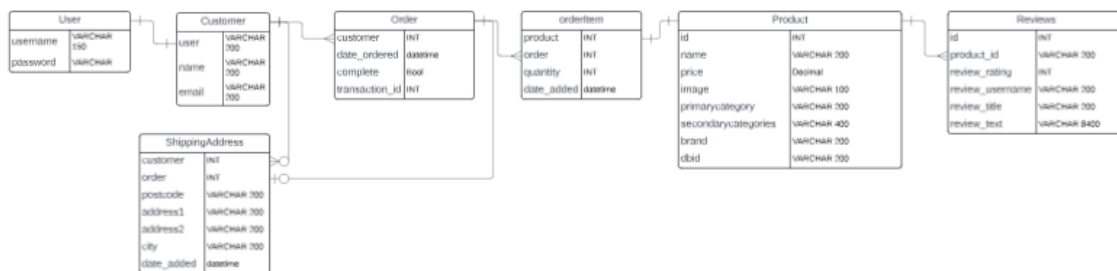 User
username VARCHAR 150
password VARCHAR
Customer
user VARCHAR 200
name VARCHAR 200
email VARCHAR 200
Order
customer INT
date_ordered datetime
complete Bool
transaction_id INT
orderItem
product INT
order INT
quantity INT
date_added datetime
Product
id INT
name VARCHAR 200
price Decimal
image VARCHAR 100
primarycategory VARCHAR 200
secondarycategories VARCHAR 400
brand VARCHAR 200
dbid VARCHAR 200
Reviews
id INT
product_id VARCHAR 200
review_rating INT
review_username VARCHAR 200
review_title VARCHAR 200
review_text VARCHAR 8400
ShippingAddress
customer INT
order INT
postcode VARCHAR 200
address1 VARCHAR 200
address2 VARCHAR 200
city VARCHAR 200
date_added datetime